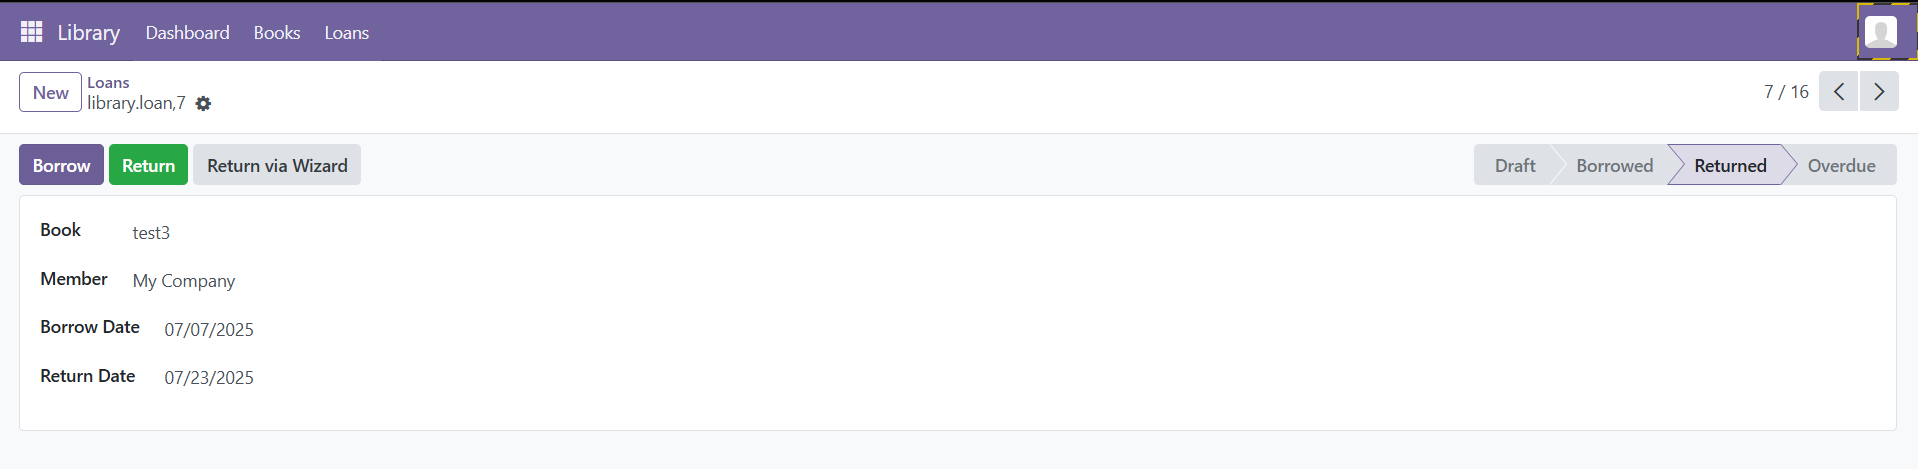 Library Dashboard Books Loans
New
Loans
library.loan,7
7 / 16
Borrow Return Return via Wizard
Draft Borrowed Returned Overdue
Book test3
Member My Company
Borrow Date 07/07/2025
Return Date 07/23/2025